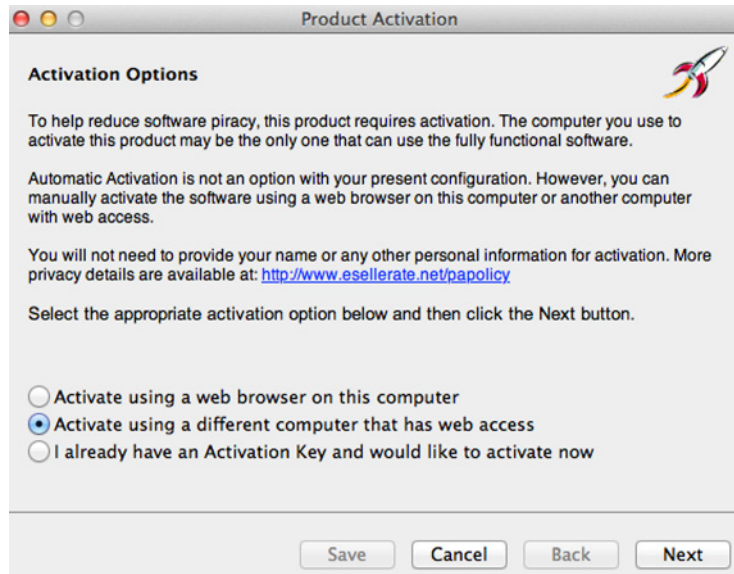 Product Activation
Activation Options
To help reduce software piracy, this product requires activation. The computer you use to
activate this product may be the only one that can use the fully functional software.
Automatic Activation is not an option with your present configuration. However, you can
manually activate the software using a web browser on this computer or another computer
with web access.
You will not need to provide your name or any other personal information for activation. More
privacy details are available at: http://www.esellerate.net/papolicy
Select the appropriate activation option below and then click the Next button.
Activate using a web browser on this computer
Activate using a different computer that has web access
I already have an Activation Key and would like to activate now
Save Cancel Back Next